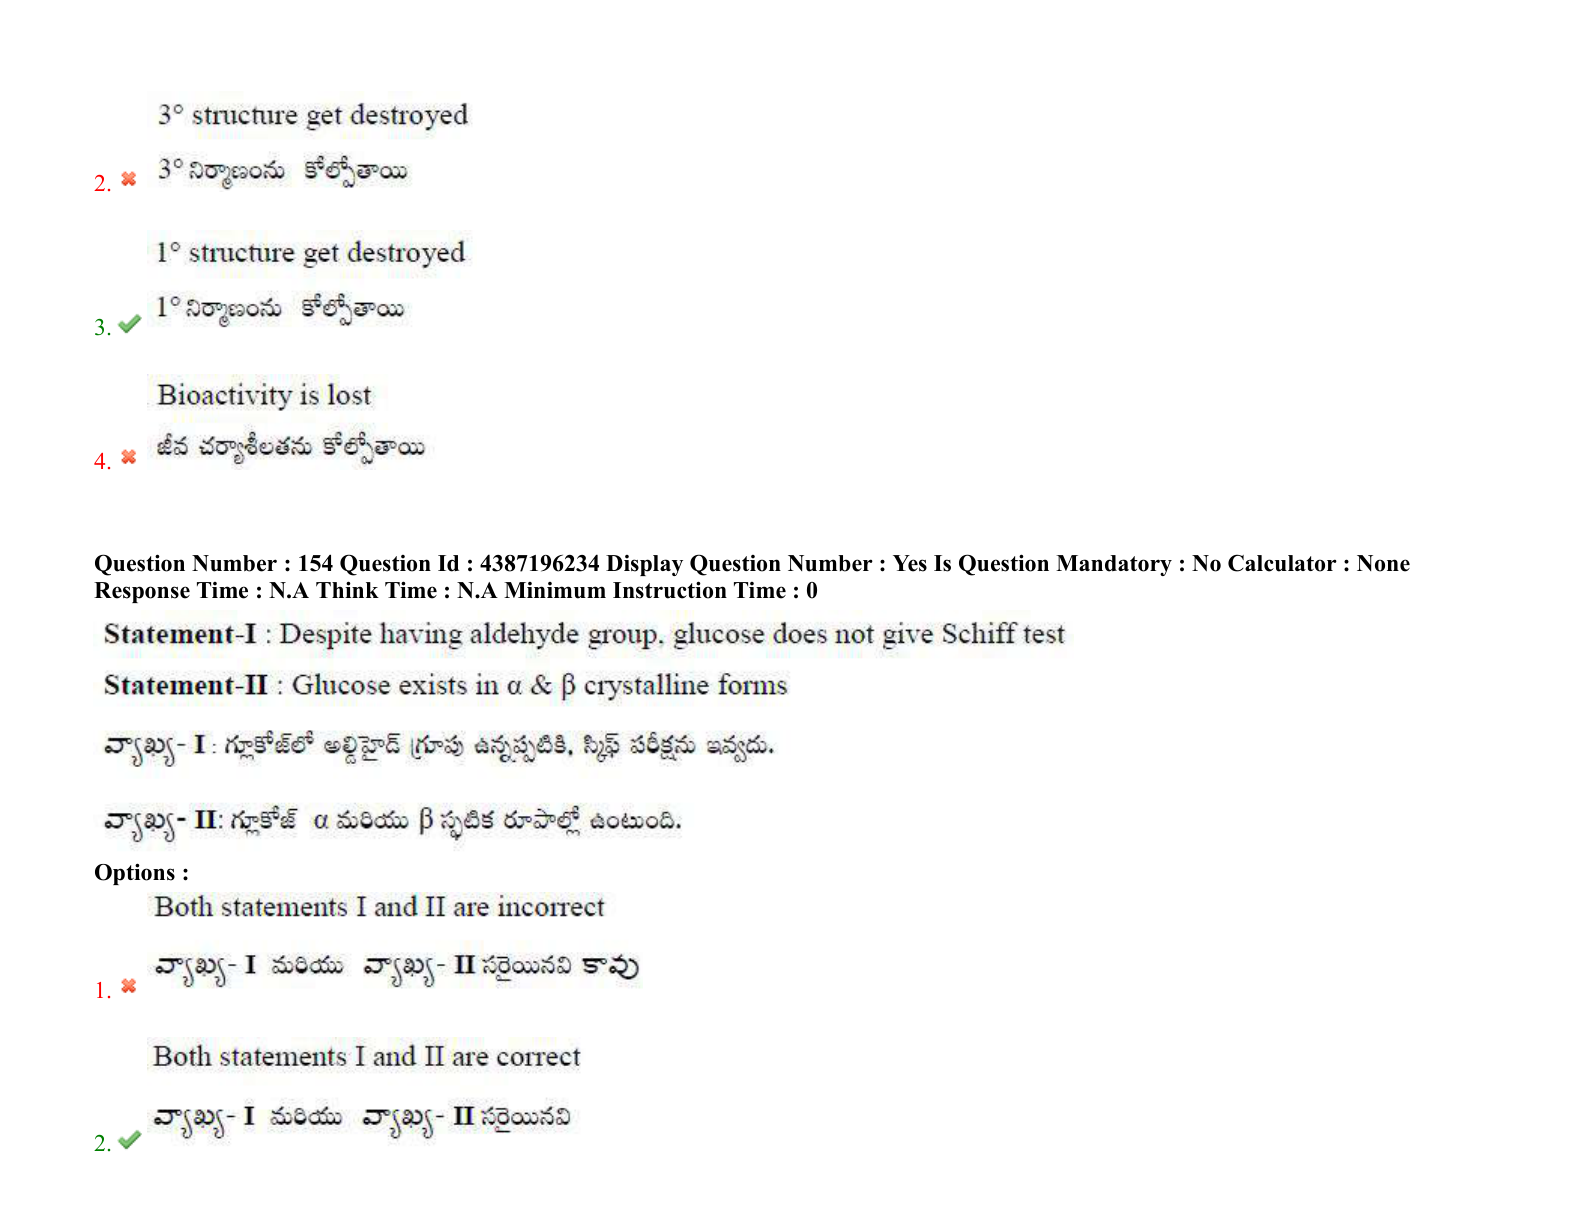 3° structure get destroyed
2. 3° నిర్మాణంను కోల్పోతాయి
1° structure get destroyed
3. 1° నిర్మాణంను కోల్పోతాయి
Bioactivity is lost
4. జీవ చర్యాశీలతను కోల్పోతాయి
Question Number : 154 Question Id : 4387196234 Display Question Number : Yes Is Question Mandatory : No Calculator : None
Response Time : N.A Think Time : N.A Minimum Instruction Time : 0
Statement-I : Despite having aldehyde group, glucose does not give Schiff test
Statement-II : Glucose exists in α & β crystalline forms
వ్యాఖ్య- I : గ్లూకోజ్‌లో అల్డిహైడ్ గ్రూపు ఉన్నప్పటికి, స్కిఫ్ పరీక్షను ఇవ్వదు.
వ్యాఖ్య- II: గ్లూకోజ్ α మరియు β స్ఫటిక రూపాల్లో ఉంటుంది.
Options :
Both statements I and II are incorrect
1. వ్యాఖ్య- I మరియు వ్యాఖ్య- II సరైయినవి కావు
Both statements I and II are correct
2. వ్యాఖ్య- I మరియు వ్యాఖ్య- II సరైయినవి